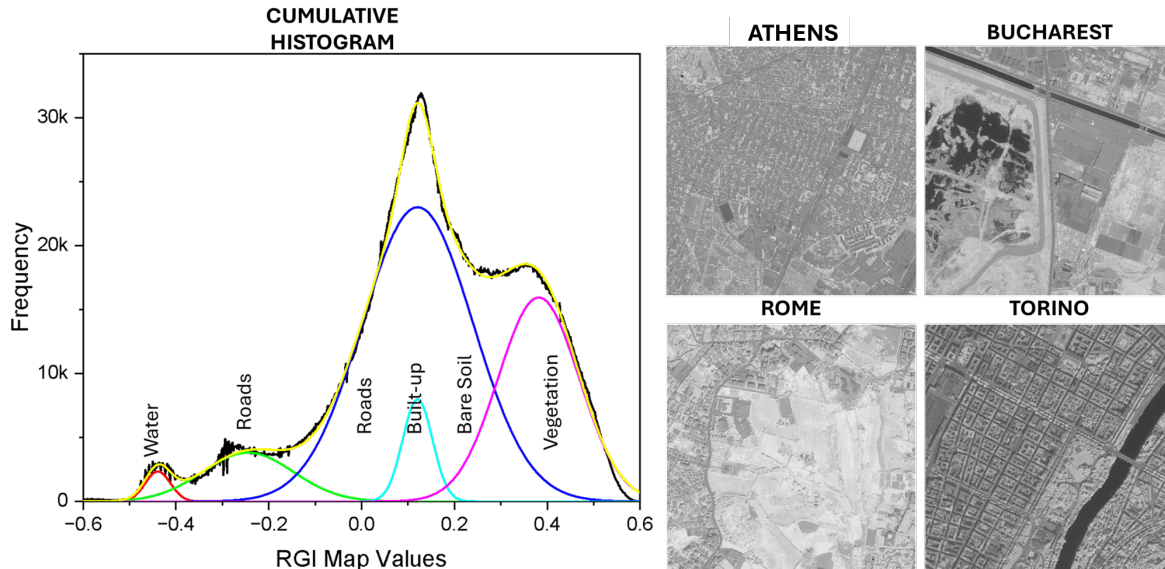 CUMULATIVE
HISTOGRAM
30k
20k
10k
0
Frequency
Water
Roads
Roads
Built-up
Bare Soil
Vegetation
−0.6
−0.4
−0.2
0.0
0.2
0.4
0.6
RGI Map Values
ATHENS
BUCHAREST
ROME
TORINO